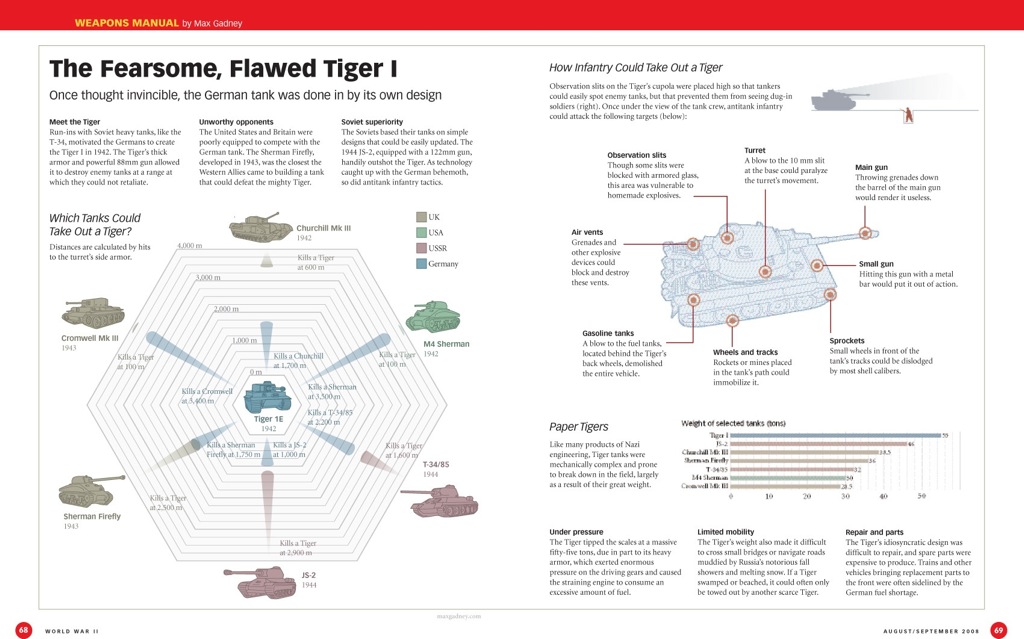 WEAPONS MANUAL by Max Gadney
The Fearsome, Flawed Tiger I
Once thought invincible, the German tank was done in by its own design
Meet the Tiger
Run-ins with Soviet heavy tanks, like the
T-34, motivated the Germans to create
the Tiger I in 1942. The Tiger's thick
armor and powerful 88mm gun allowed
it to destroy enemy tanks at a range at
which they could not retaliate.
Unworthy opponents
The United States and Britain were
poorly equipped to compete with the
German tank. The Sherman Firefly,
developed in 1943, was the closest the
Western Allies came to building a tank
that could defeat the mighty Tiger.
Soviet superiority
The Soviets based their tanks on simple
designs that could be easily updated. The
1944 JS-2, equipped with a 122mm gun,
handily outshot the Tiger. As technology
caught up with the German behemoth,
so did antitank infantry tactics.
Which Tanks Could
Take Out a Tiger?
Distances are calculated by hits
to the turret's side armor.
UK
USA
USSR
Germany
Churchill Mk III
1942
Kills a Tiger
at 600 m
4,000 m
3,000 m
2,000 m
1,000 m
0 m
Cromwell Mk III
1943
Kills a Tiger
at 100 m
M4 Sherman
1942
Kills a Tiger
at 100 m
Kills a Churchill
at 1,700 m
Kills a Cromwell
at 3,400 m
Kills a Sherman
at 3,500 m
Kills a T-34/85
at 2,200 m
Tiger 1E
1942
Kills a Sherman
Firefly at 1,750 m
Kills a JS-2
at 1,000 m
Kills a Tiger
at 1,600 m
T-34/85
1944
Sherman Firefly
1943
Kills a Tiger
at 2,500 m
Kills a Tiger
at 2,900 m
JS-2
1944
How Infantry Could Take Out a Tiger
Observation slits on the Tiger's cupola were placed high so that tankers
could easily spot enemy tanks, but that prevented them from seeing dug-in
soldiers (right). Once under the view of the tank crew, antitank infantry
could attack the following targets (below):
Observation slits
Though some slits were
blocked with armored glass,
this area was vulnerable to
homemade explosives.
Turret
A blow to the 10 mm slit
at the base could paralyze
the turret's movement.
Main gun
Throwing grenades down
the barrel of the main gun
would render it useless.
Air vents
Grenades and
other explosive
devices could
block and destroy
these vents.
Small gun
Hitting this gun with a metal
bar would put it out of action.
Gasoline tanks
A blow to the fuel tanks,
located behind the Tiger's
back wheels, demolished
the entire vehicle.
Wheels and tracks
Rockets or mines placed
in the tank's path could
immobilize it.
Sprockets
Small wheels in front of the
tank's tracks could be dislodged
by most shell calibers.
Paper Tigers
Like many products of Nazi
engineering, Tiger tanks were
mechanically complex and prone
to break down in the field, largely
as a result of their great weight.
Weight of selected tanks (tons)
Tiger I 55
JS-2 46
Churchill Mk III 38.5
Sherman Firefly 36
T-34/85 32
M4 Sherman 30
Cromwell Mk III 28.5
0 10 20 30 40 50
Under pressure
The Tiger tipped the scales at a massive
fifty-five tons, due in part to its heavy
armor, which exerted enormous
pressure on the driving gears and caused
the straining engine to consume an
excessive amount of fuel.
Limited mobility
The Tiger's weight also made it difficult
to cross small bridges or navigate roads
muddied by Russia's notorious fall
showers and melting snow. If a Tiger
swamped or beached, it could often only
be towed out by another scarce Tiger.
Repair and parts
The Tiger's idiosyncratic design was
difficult to repair, and spare parts were
expensive to produce. Trains and other
vehicles bringing replacement parts to
the front were often sidelined by the
German fuel shortage.
maxgadney.com
68 WORLD WAR II
AUGUST/SEPTEMBER 2008 69